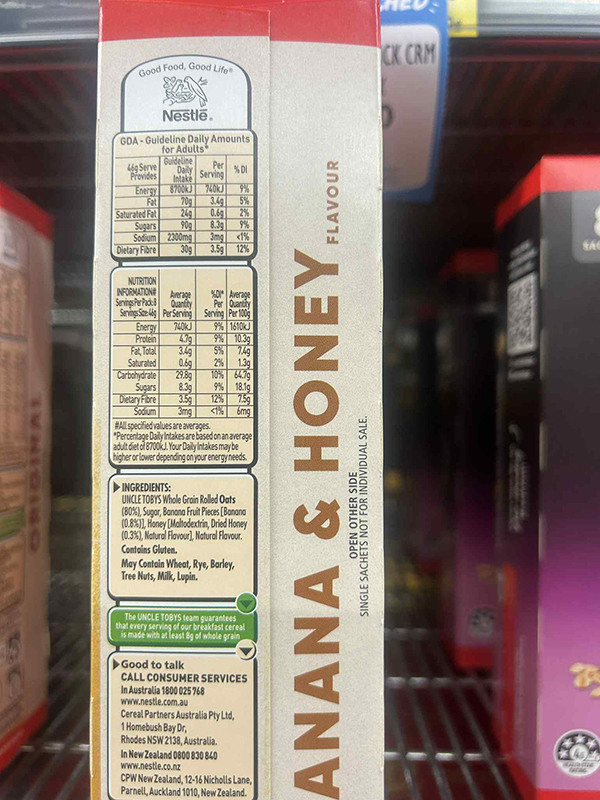 Good Food, Good Life®
Nestlé®
GDA - Guideline Daily Amounts
for Adults*
46g Serve Provides Guideline Daily Intake Per Serving % DI
Energy 8700kJ 740kJ 9%
Fat 70g 3.4g 5%
Saturated Fat 24g 0.6g 2%
Sugars 90g 8.3g 9%
Sodium 2300mg 3mg <1%
Dietary Fibre 30g 3.5g 12%
NUTRITION
INFORMATION#
Servings Per Pack: 8
Servings Size: 46g
Average Quantity Per Serving %DI* Per Serving Average Quantity Per 100g
Energy 740kJ 9% 1610kJ
Protein 4.7g 9% 10.3g
Fat, Total 3.4g 5% 7.4g
Saturated 0.6g 2% 1.3g
Carbohydrate 29.8g 10% 64.7g
Sugars 8.3g 9% 18.1g
Dietary Fibre 3.5g 12% 7.5g
Sodium 3mg <1% 6mg
#All specified values are averages.
*Percentage Daily Intakes are based on an average
adult diet of 8700kJ. Your Daily Intakes may be
higher or lower depending on your energy needs.
INGREDIENTS:
UNCLE TOBYS Whole Grain Rolled Oats
(80%), Sugar, Banana Fruit Pieces [Banana
(0.8%)], Honey [Maltodextrin, Dried Honey
(0.3%), Natural Flavour], Natural Flavour.
Contains Gluten.
May Contain Wheat, Rye, Barley,
Tree Nuts, Milk, Lupin.
The UNCLE TOBYS team guarantees
that every serving of our breakfast cereal
is made with at least 8g of whole grain
Good to talk
CALL CONSUMER SERVICES
In Australia 1800 025 768
www.nestle.com.au
Cereal Partners Australia Pty Ltd,
1 Homebush Bay Dr,
Rhodes NSW 2138, Australia.
In New Zealand 0800 830 840
www.nestle.co.nz
CPW New Zealand, 12-16 Nicholls Lane,
Parnell, Auckland 1010, New Zealand.
ANANA & HONEY FLAVOUR
OPEN OTHER SIDE
SINGLE SACHETS NOT FOR INDIVIDUAL SALE.
CK CRM
ORIGINAL
4.5
HEALTH STAR
RATING